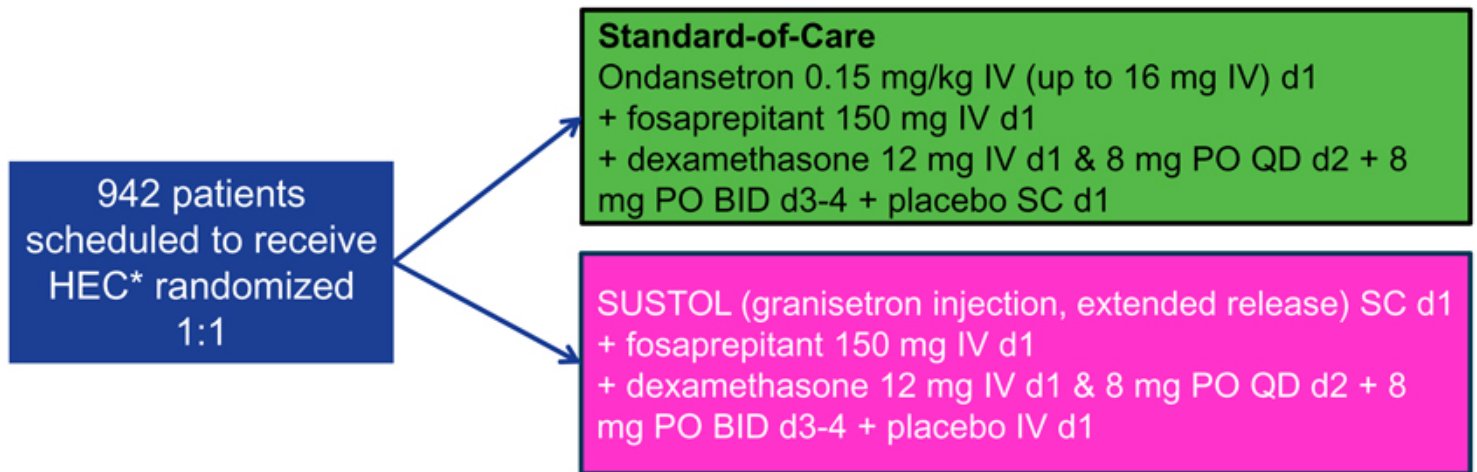 942 patients
scheduled to receive
HEC* randomized
1:1
Standard-of-Care
Ondansetron 0.15 mg/kg IV (up to 16 mg IV) d1
+ fosaprepitant 150 mg IV d1
+ dexamethasone 12 mg IV d1 & 8 mg PO QD d2 + 8
mg PO BID d3-4 + placebo SC d1
SUSTOL (granisetron injection, extended release) SC d1
+ fosaprepitant 150 mg IV d1
+ dexamethasone 12 mg IV d1 & 8 mg PO QD d2 + 8
mg PO BID d3-4 + placebo IV d1